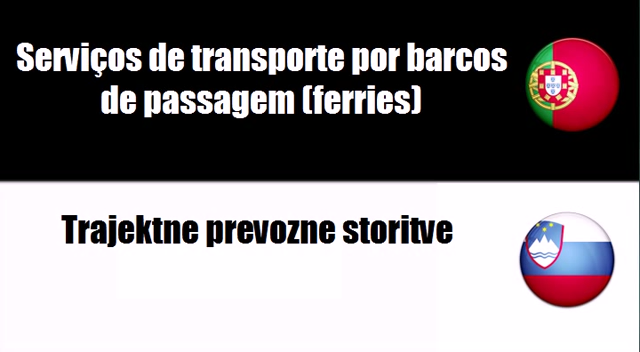 Serviços de transporte por barcos
de passagem (ferries)
Trajektne prevozne storitve